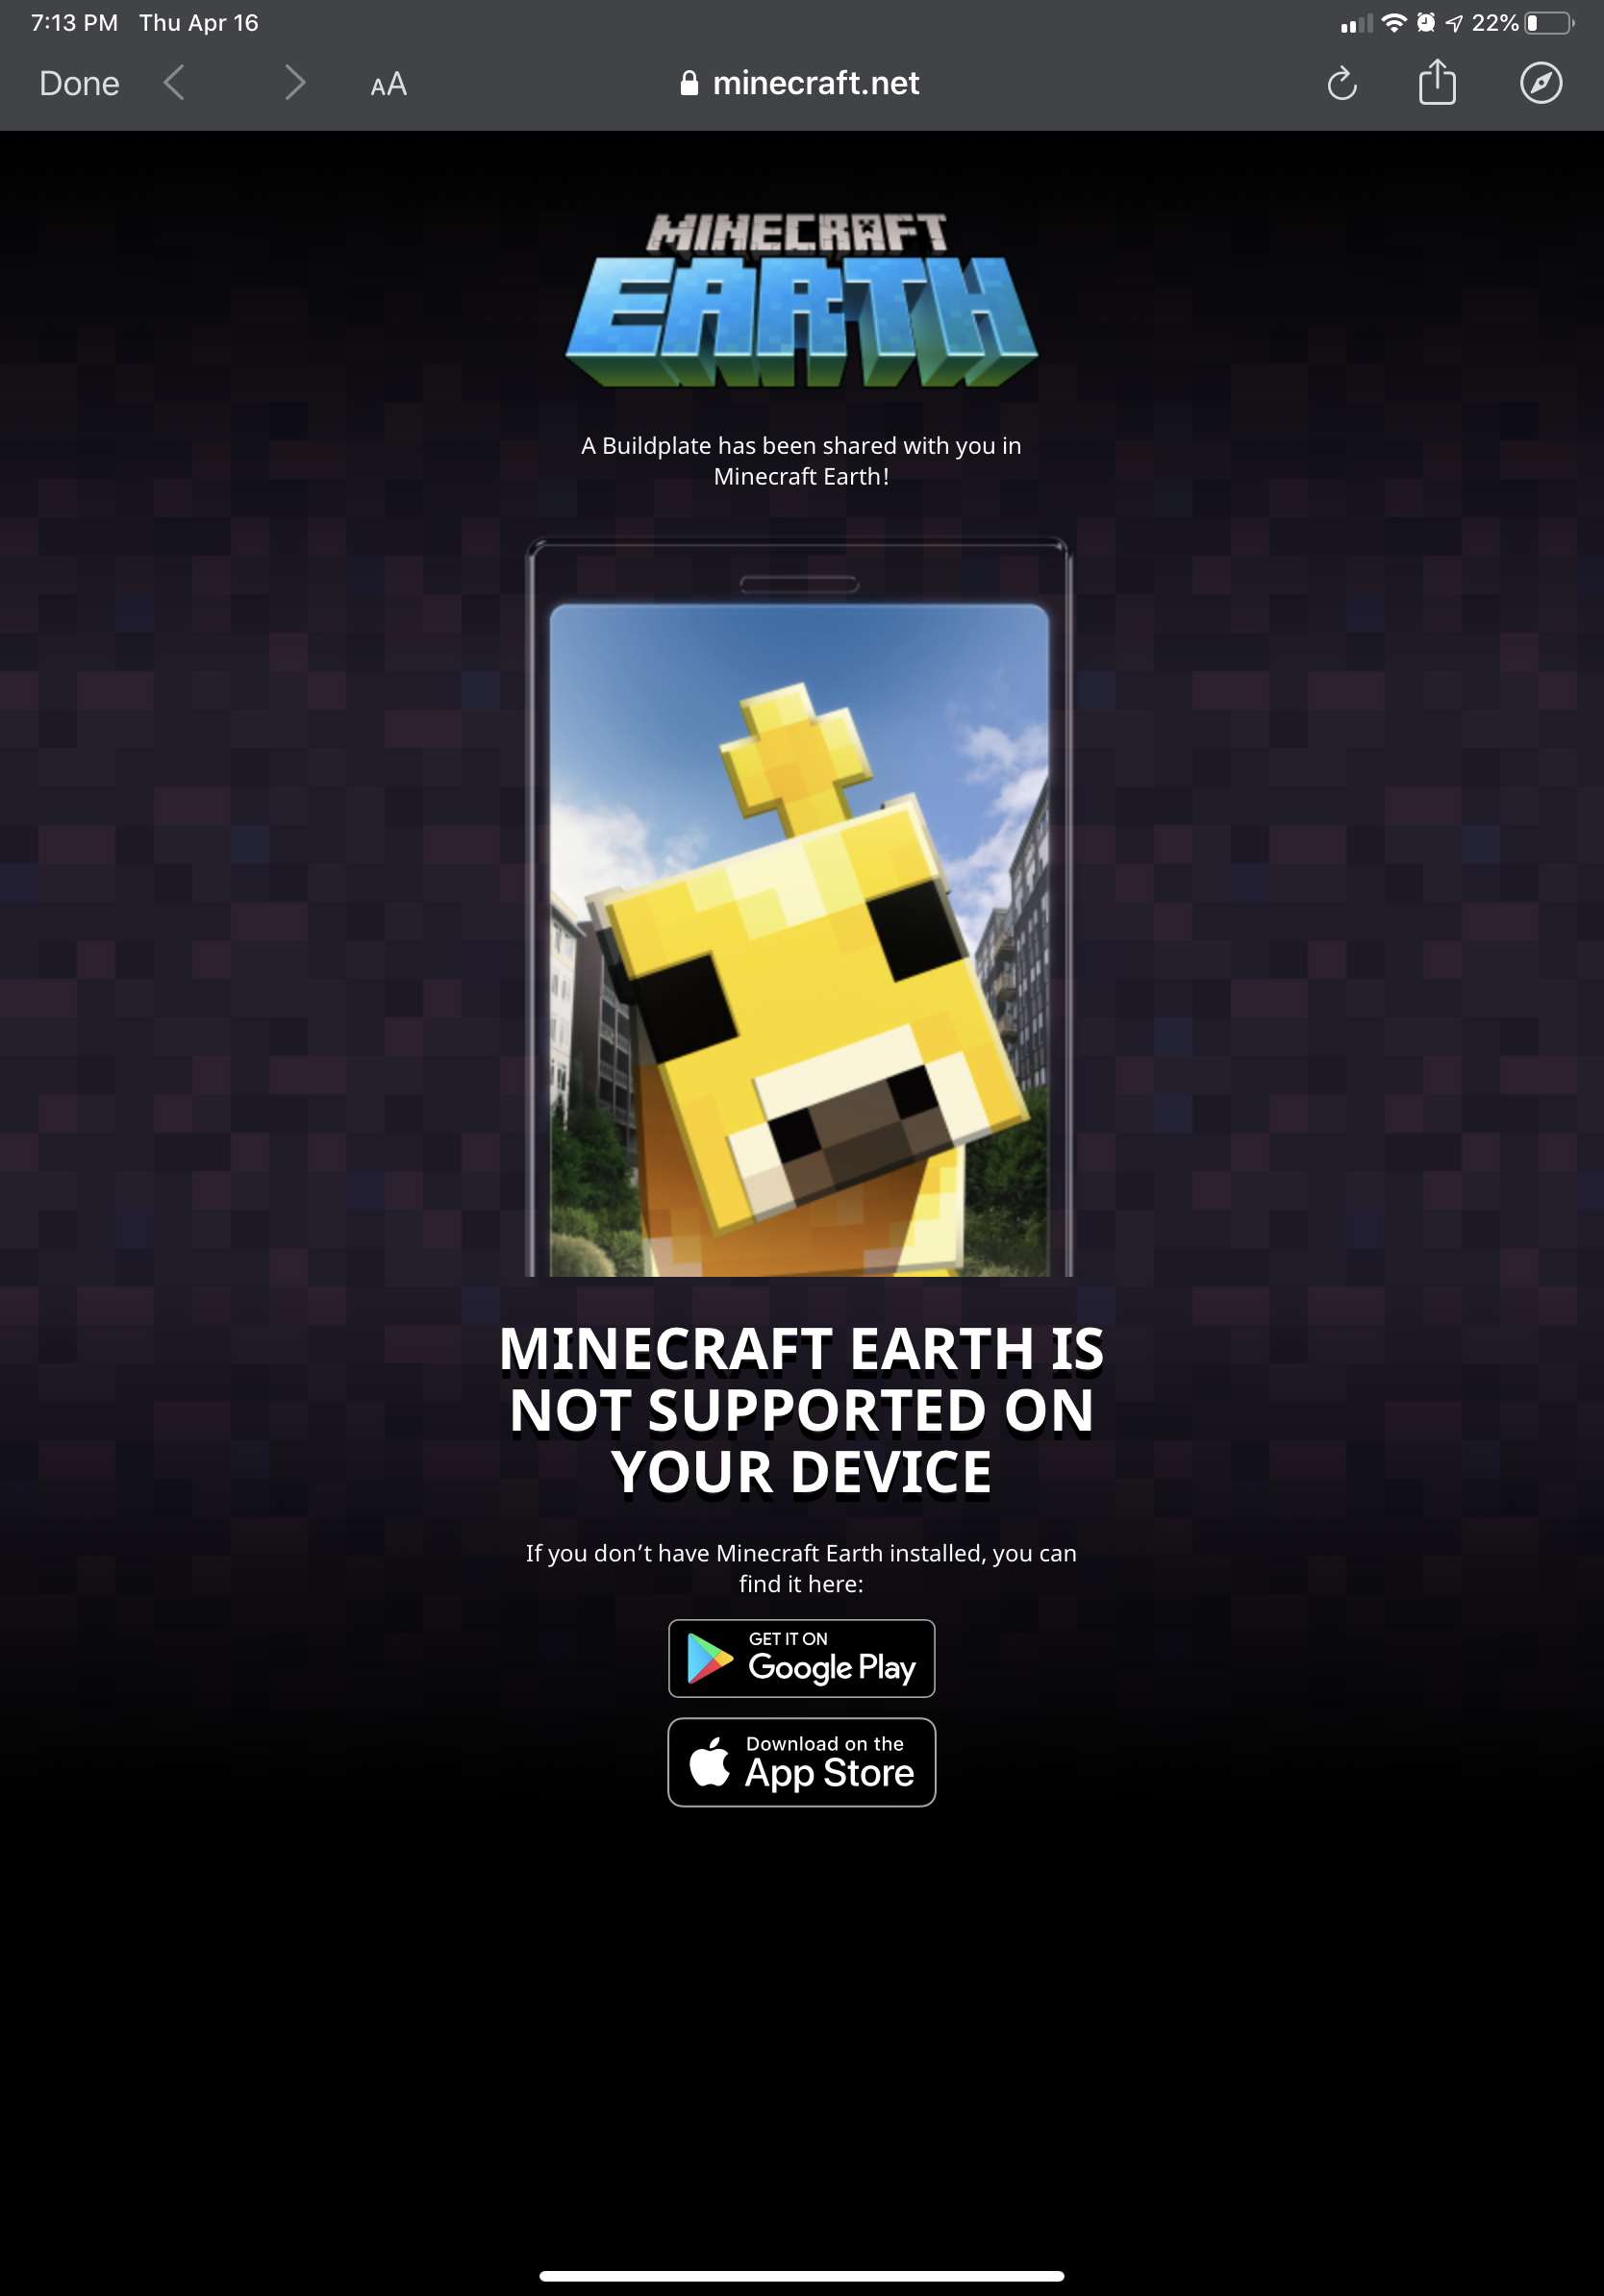 7:13 PM Thu Apr 16 22%
Done AA minecraft.net
MINECRAFT
EARTH
A Buildplate has been shared with you in
Minecraft Earth!
MINECRAFT EARTH IS
NOT SUPPORTED ON
YOUR DEVICE
If you don’t have Minecraft Earth installed, you can
find it here:
GET IT ON
Google Play
Download on the
App Store